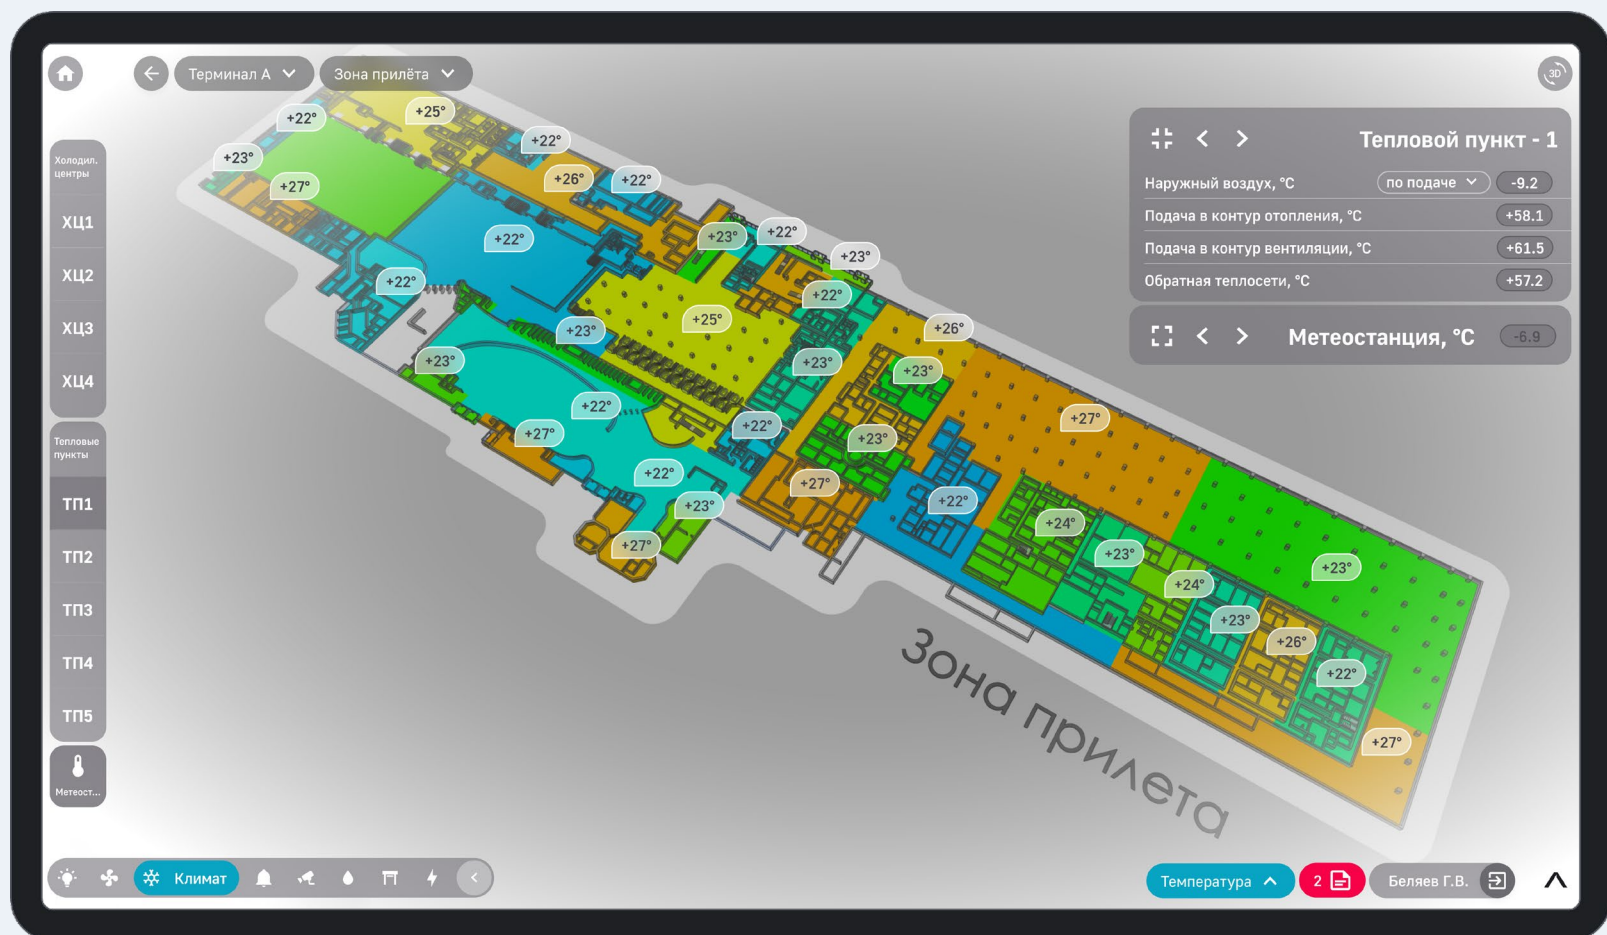 Терминал А
Зона прилёта
3D
Холодил.
центры
ХЦ1
ХЦ2
ХЦ3
ХЦ4
Тепловые
пункты
ТП1
ТП2
ТП3
ТП4
ТП5
Метеост...
Тепловой пункт - 1
Наружный воздух, °С по подаче -9.2
Подача в контур отопления, °С +58.1
Подача в контур вентиляции, °С +61.5
Обратная теплосети, °С +57.2
Метеостанция, °С -6.9
+25°
+22°
+22°
+23°
+26°
+22°
+27°
+22°
+23°
+22°
+23°
+22°
+22°
+25°
+23°
+26°
+23°
+23°
+23°
+22°
+27°
+27°
+22°
+23°
+22°
+27°
+22°
+23°
+24°
+27°
+23°
+23°
+24°
+23°
+26°
+22°
+27°
Зона прилета
Климат
Температура
2
Беляев Г.В.